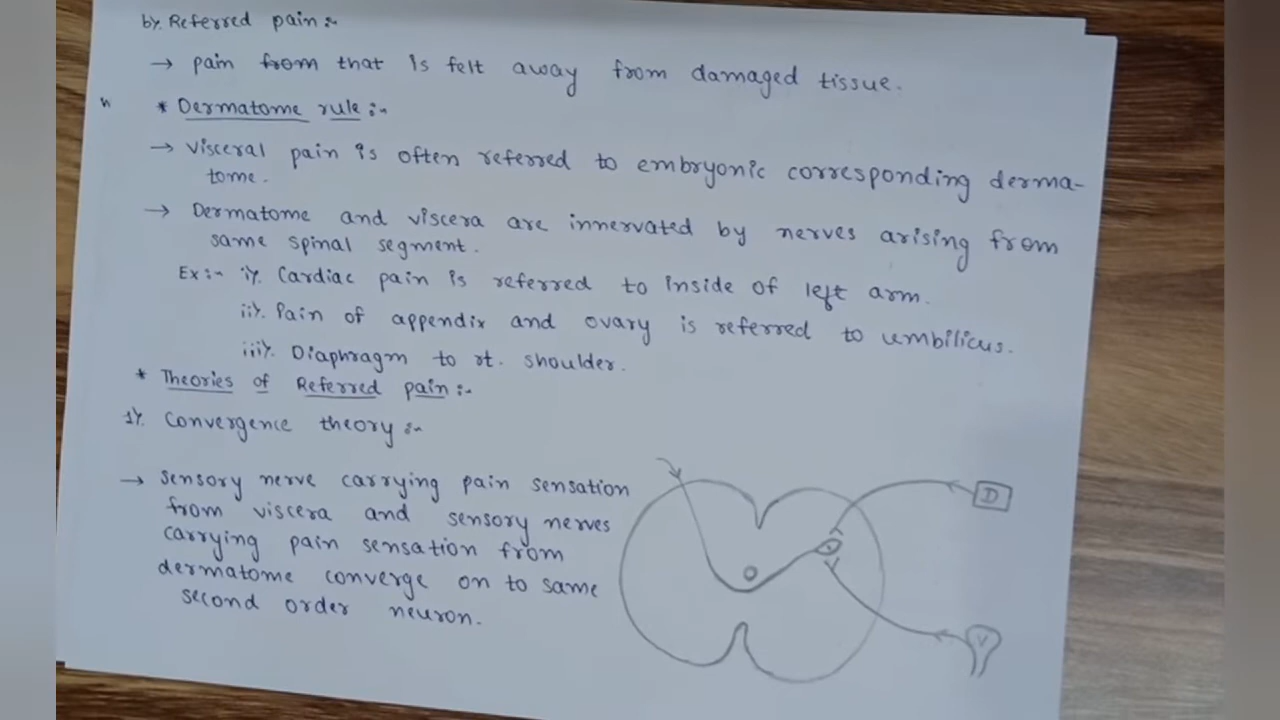 b). Referred pain :-
→ pain from that is felt away from damaged tissue.
* Dermatome rule :-
→ Visceral pain is often referred to embryonic corresponding derma-
tome.
→ Dermatome and viscera are innervated by nerves arising from
same spinal segment.
Ex :- i). Cardiac pain is referred to inside of left arm.
ii). Pain of appendix and ovary is referred to umbilicus.
iii). Diaphragm to rt. shoulder.
* Theories of Referred pain :-
1). Convergence theory :-
→ Sensory nerve carrying pain sensation
from viscera and sensory nerves
carrying pain sensation from
dermatome converge on to same
second order neuron.
D
V